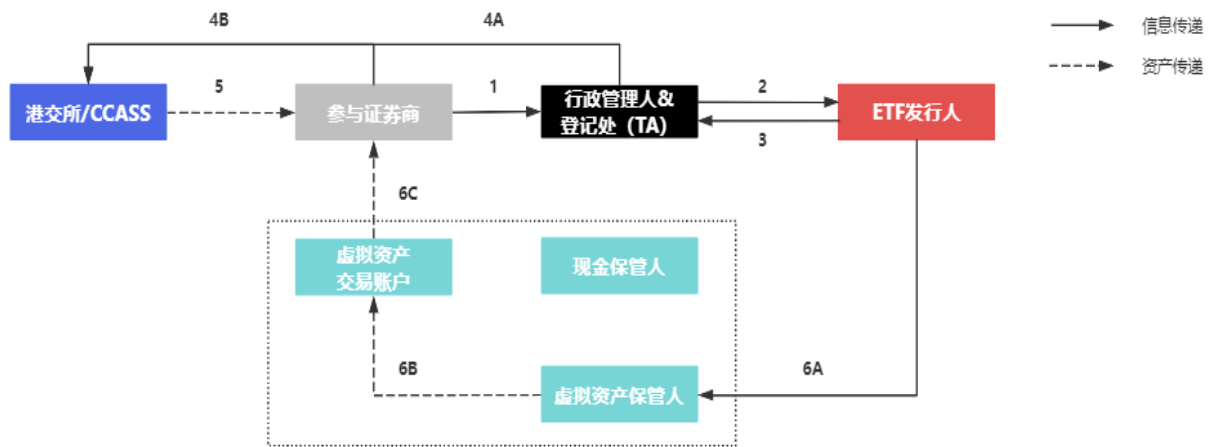 4B
4A
信息传递
资产传递
港交所/CCASS
5
参与证券商
1
行政管理人&
登记处（TA）
2
3
ETF发行人
6C
虚拟资产
交易账户
现金保管人
6B
虚拟资产保管人
6A